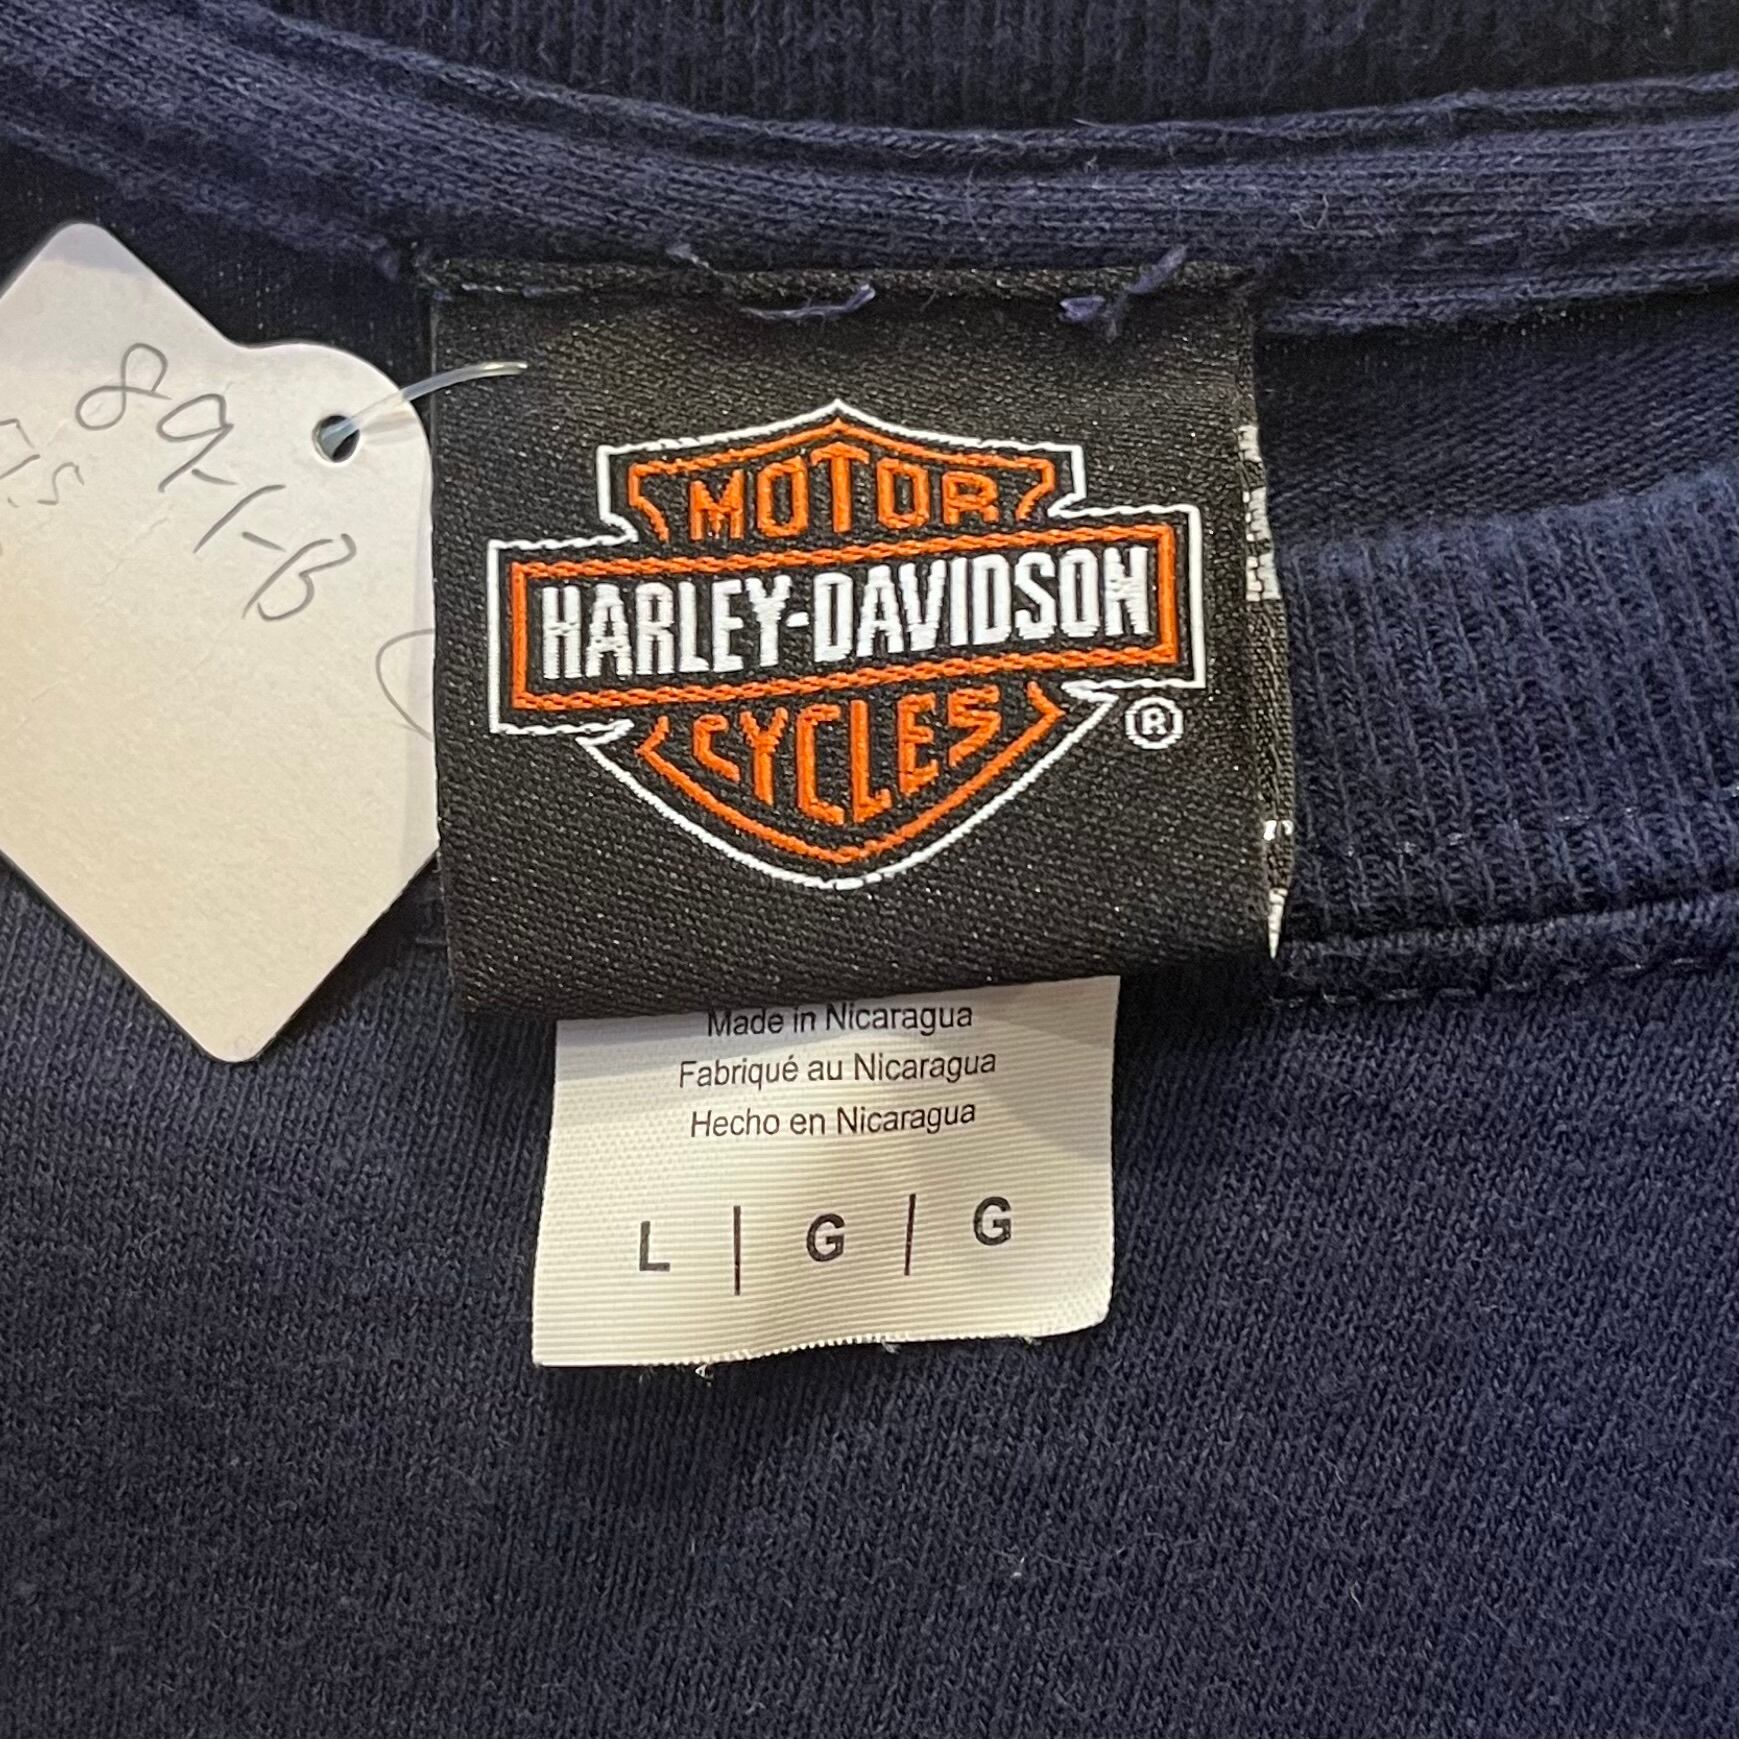 89-1-B
MOTOR
HARLEY-DAVIDSON
CYCLES
®
Made in Nicaragua
Fabriqué au Nicaragua
Hecho en Nicaragua
L | G | G